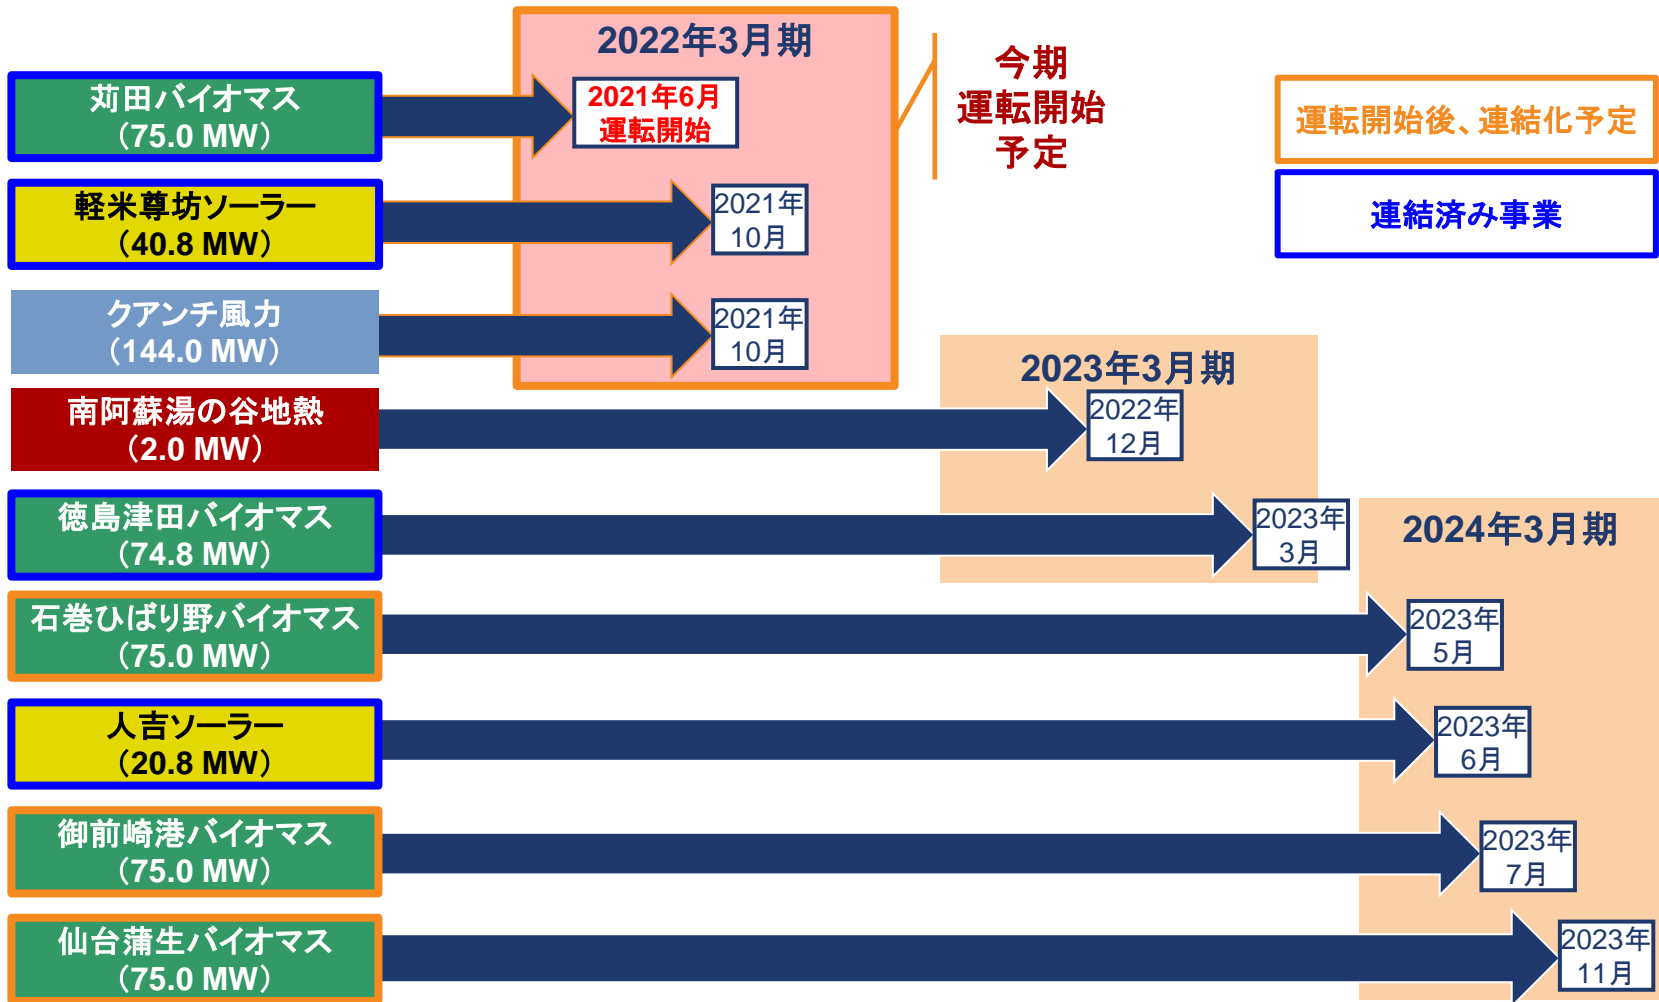 2022年3月期
今期
運転開始
予定
運転開始後、連結化予定
連結済み事業
苅田バイオマス
（75.0 MW）
2021年6月
運転開始
軽米尊坊ソーラー
（40.8 MW）
2021年
10月
クアンチ風力
（144.0 MW）
2021年
10月
2023年3月期
南阿蘇湯の谷地熱
（2.0 MW）
2022年
12月
徳島津田バイオマス
（74.8 MW）
2023年
3月
2024年3月期
石巻ひばり野バイオマス
（75.0 MW）
2023年
5月
人吉ソーラー
（20.8 MW）
2023年
6月
御前崎港バイオマス
（75.0 MW）
2023年
7月
仙台蒲生バイオマス
（75.0 MW）
2023年
11月